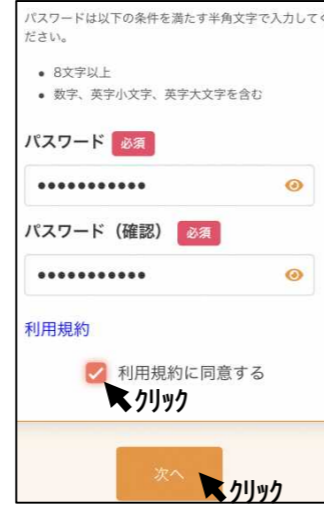 パスワードは以下の条件を満たす半角文字で入力して
ださい。
• 8文字以上
• 数字、英字小文字、英字大文字を含む
パスワード 必須
•••••••••••
パスワード（確認） 必須
•••••••••••
利用規約
利用規約に同意する
クリック
次へ
クリック